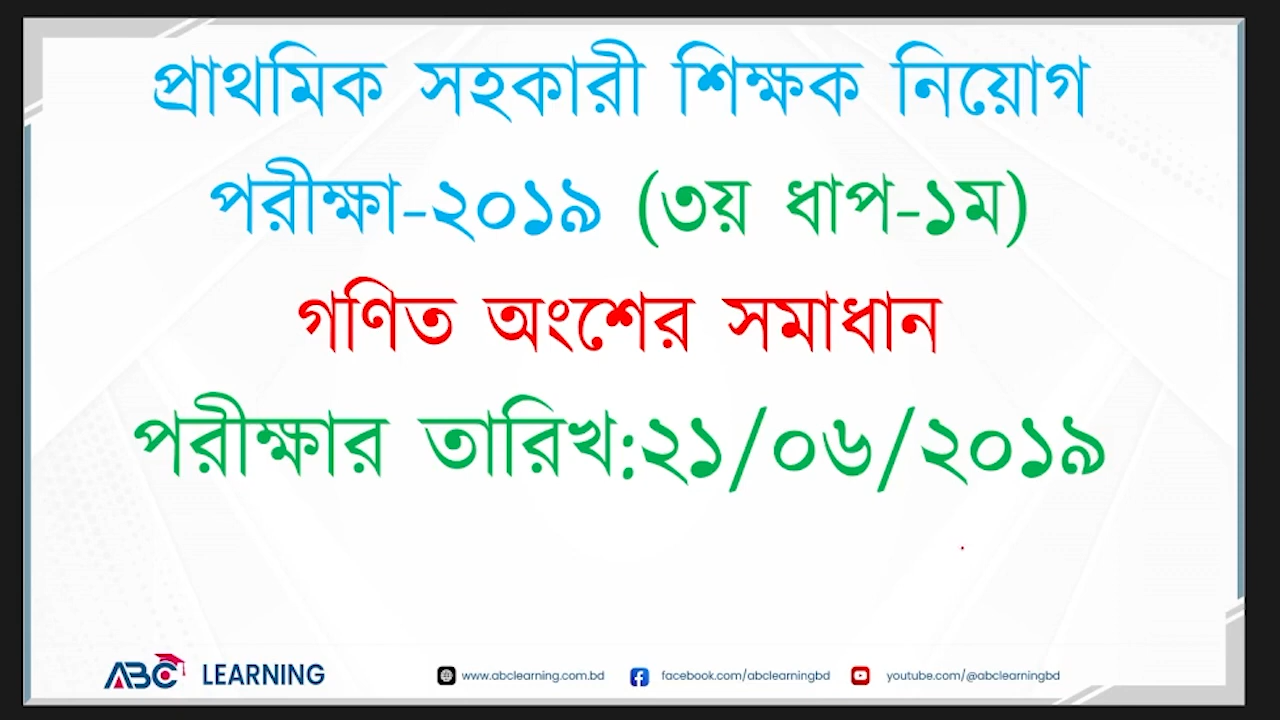 প্রাথমিক সহকারী শিক্ষক নিয়োগ
পরীক্ষা-২০১৯ (৩য় ধাপ-১ম)
গণিত অংশের সমাধান
পরীক্ষার তারিখ:২১/০৬/২০১৯
ABC LEARNING www.abclearning.com.bd facebook.com/abclearningbd youtube.com/@abclearningbd